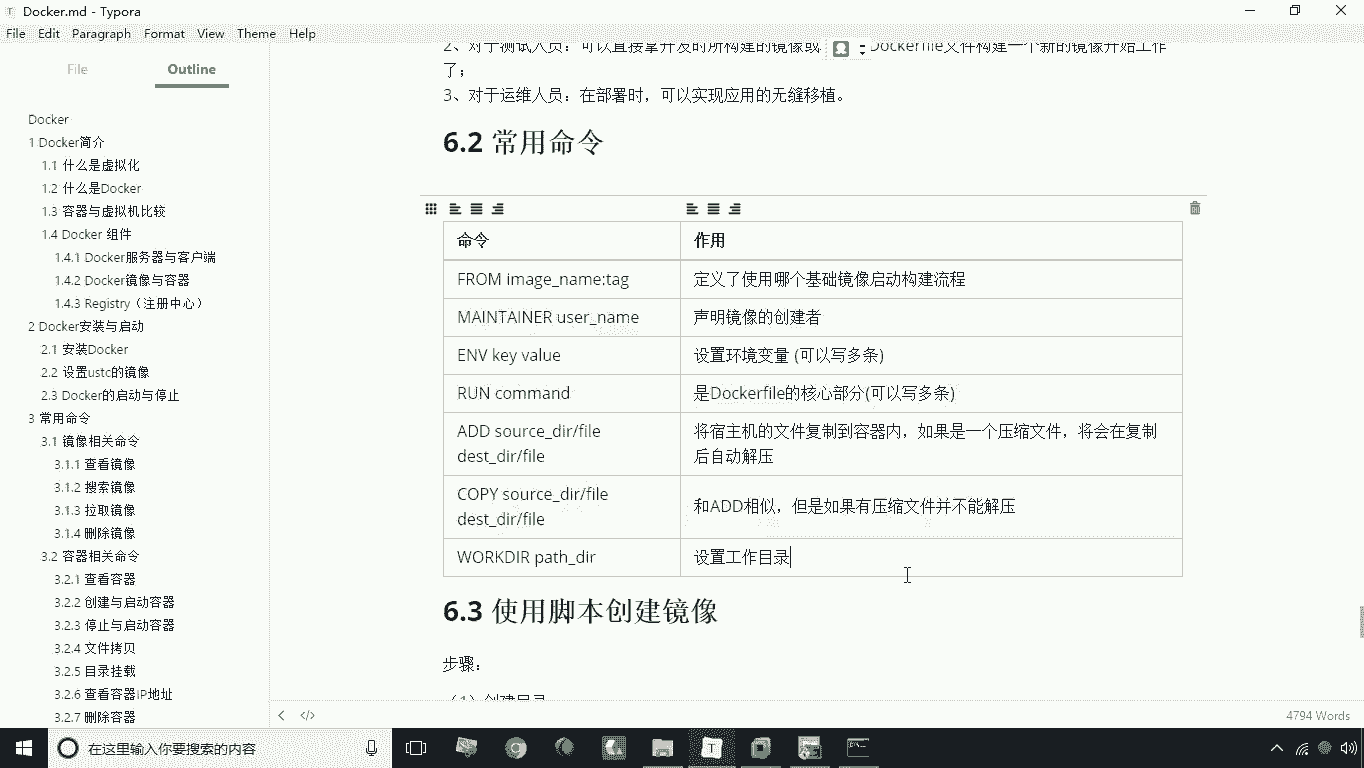 Docker.md - Typora
File Edit Paragraph Format View Theme Help
File Outline
Docker
1 Docker简介
1.1 什么是虚拟化
1.2 什么是Docker
1.3 容器与虚拟机比较
1.4 Docker 组件
1.4.1 Docker服务器与客户端
1.4.2 Docker镜像与容器
1.4.3 Registry（注册中心）
2 Docker安装与启动
2.1 安装Docker
2.2 设置ustc的镜像
2.3 Docker的启动与停止
3 常用命令
3.1 镜像相关命令
3.1.1 查看镜像
3.1.2 搜索镜像
3.1.3 拉取镜像
3.1.4 删除镜像
3.2 容器相关命令
3.2.1 查看容器
3.2.2 创建与启动容器
3.2.3 停止与启动容器
3.2.4 文件拷贝
3.2.5 目录挂载
3.2.6 查看容器IP地址
3.2.7 删除容器
2、对于测试人员：可以直接拿开发时所构建的镜像或 Dockerfile文件构建一个新的镜像开始工作
了；
3、对于运维人员：在部署时，可以实现应用的无缝移植。
6.2 常用命令
命令 作用
FROM image_name:tag 定义了使用哪个基础镜像启动构建流程
MAINTAINER user_name 声明镜像的创建者
ENV key value 设置环境变量 (可以写多条)
RUN command 是Dockerfile的核心部分(可以写多条)
ADD source_dir/file
dest_dir/file
将宿主机的文件复制到容器内，如果是一个压缩文件，将会在复制
后自动解压
COPY source_dir/file
dest_dir/file
和ADD相似，但是如果有压缩文件并不能解压
WORKDIR path_dir 设置工作目录
6.3 使用脚本创建镜像
步骤：
（1）创建目录
4794 Words
在这里输入你要搜索的内容